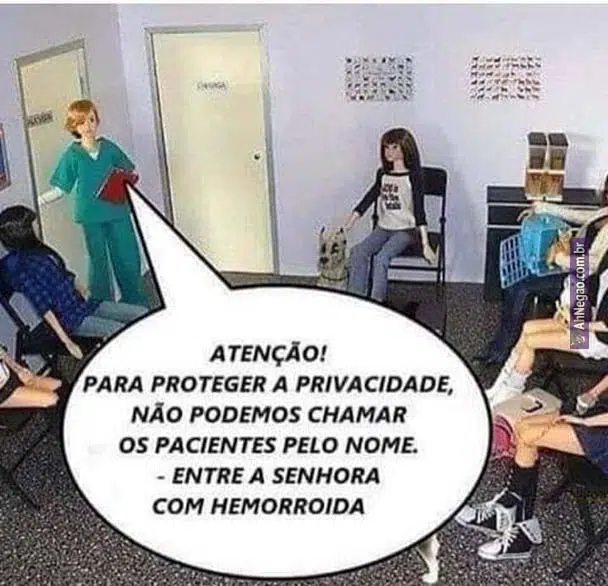 ATENÇÃO!
PARA PROTEGER A PRIVACIDADE,
NÃO PODEMOS CHAMAR
OS PACIENTES PELO NOME.
- ENTRE A SENHORA
COM HEMORROIDA
AhNegao.com.br